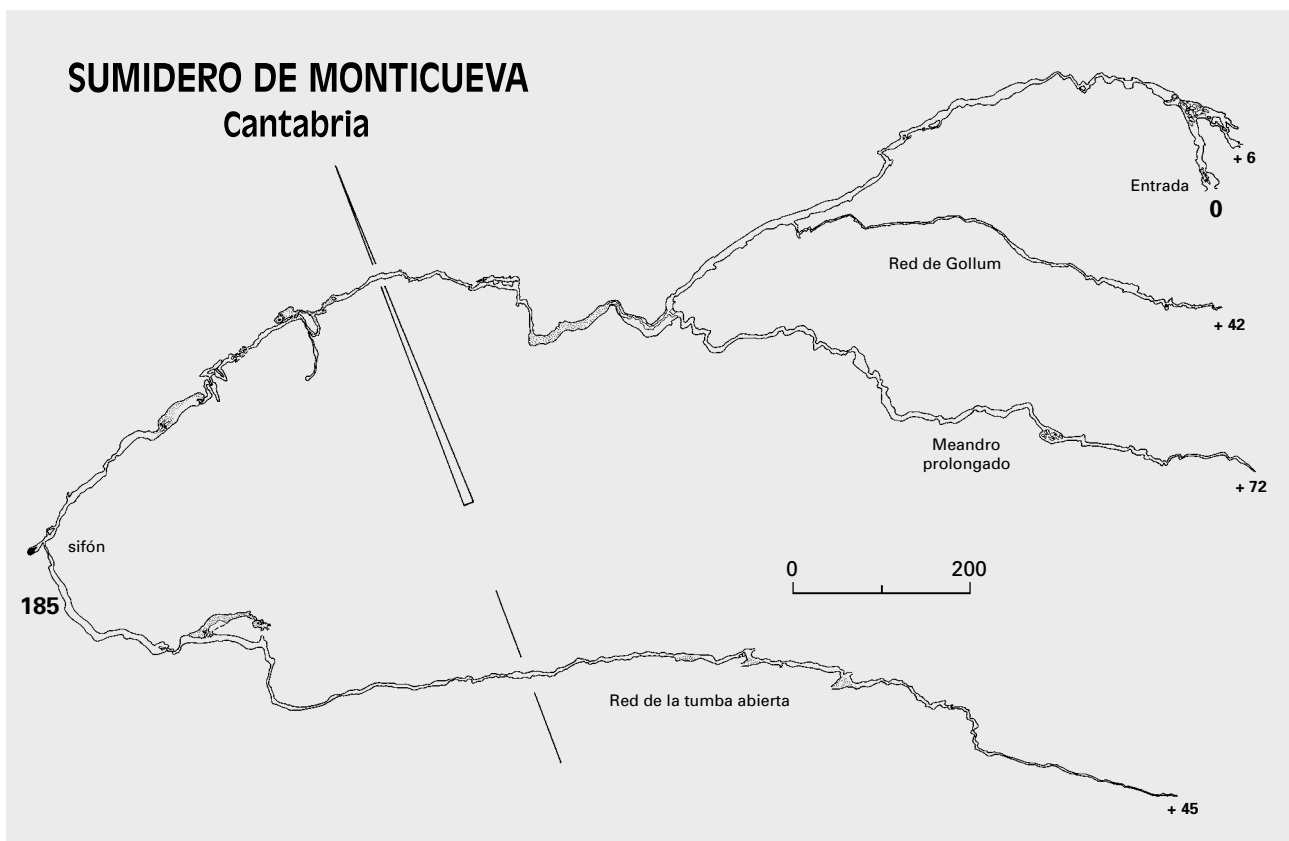 SUMIDERO DE MONTICUEVA
Cantabria
+ 6
Entrada
0
Red de Gollum
+ 42
Meandro
prolongado
+ 72
sifón
0 200
185
Red de la tumba abierta
+ 45